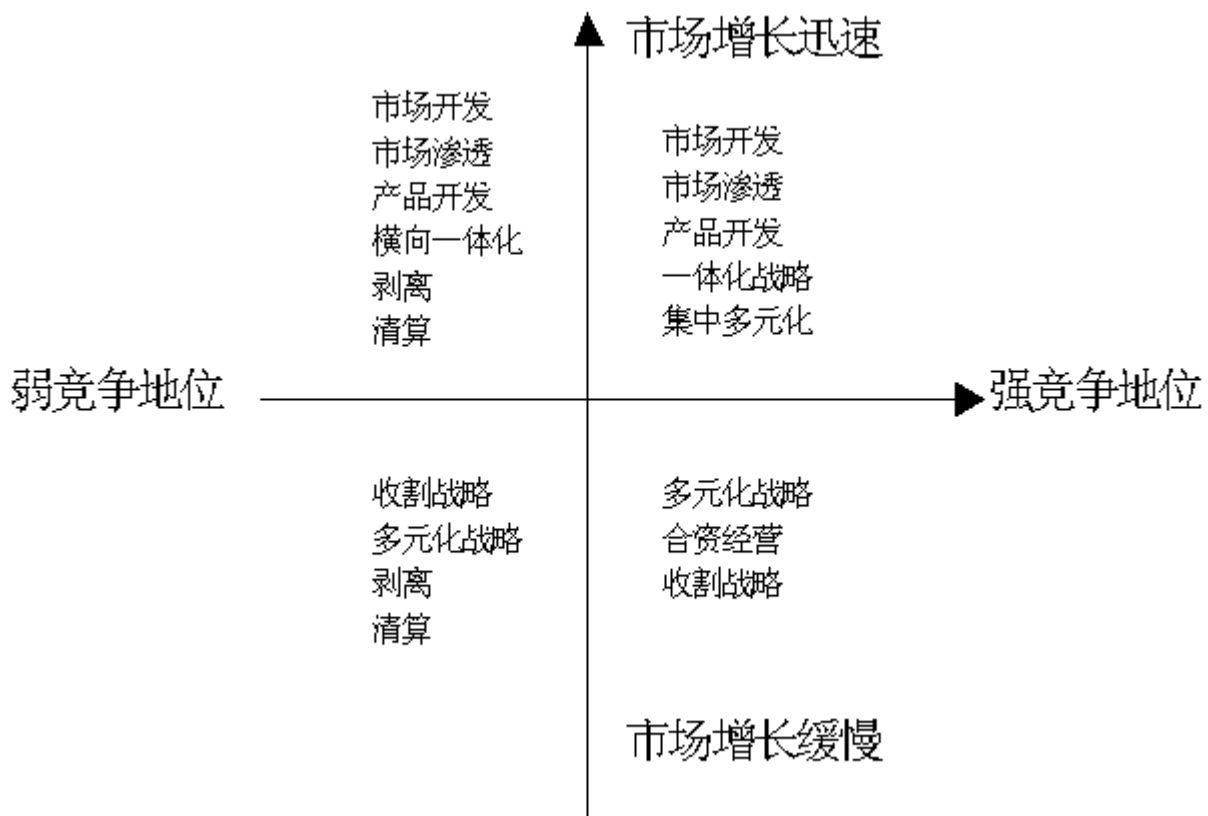 市场增长迅速
市场开发
市场渗透
产品开发
横向一体化
剥离
清算
市场开发
市场渗透
产品开发
一体化战略
集中多元化
弱竞争地位
强竞争地位
收割战略
多元化战略
剥离
清算
多元化战略
合资经营
收割战略
市场增长缓慢